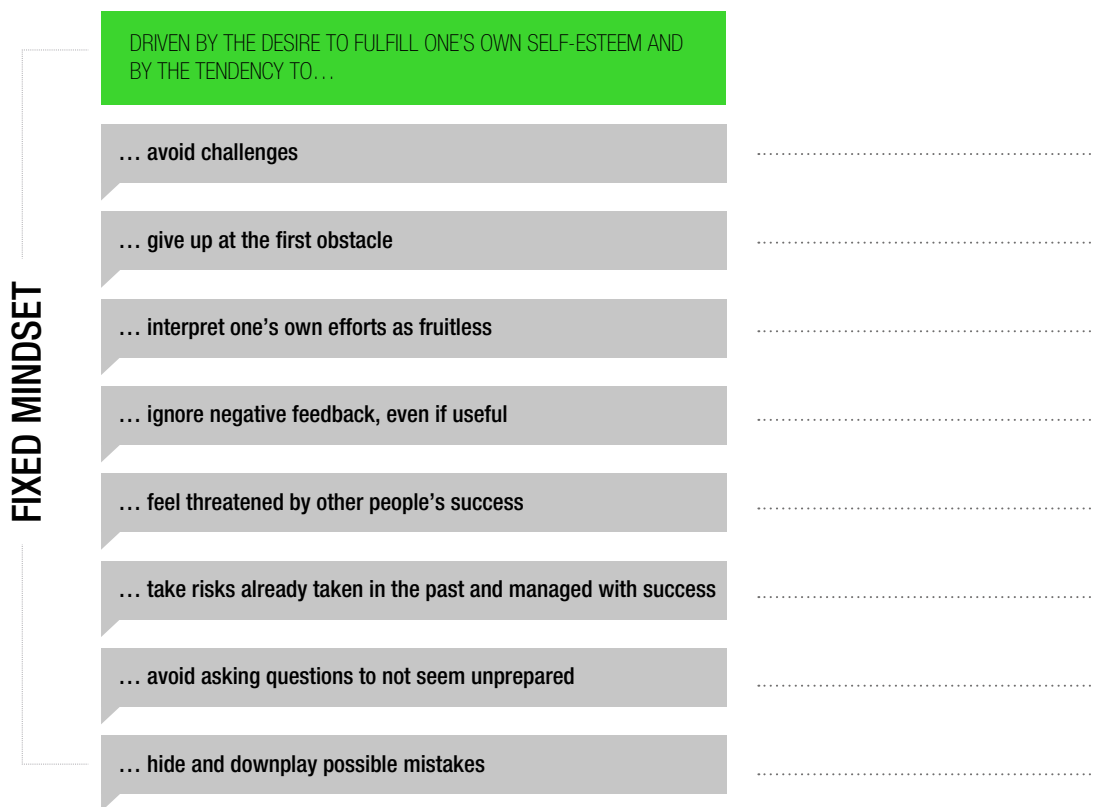 DRIVEN BY THE DESIRE TO FULFILL ONE'S OWN SELF-ESTEEM AND
BY THE TENDENCY TO…
… avoid challenges
… give up at the first obstacle
… interpret one’s own efforts as fruitless
… ignore negative feedback, even if useful
… feel threatened by other people’s success
… take risks already taken in the past and managed with success
… avoid asking questions to not seem unprepared
… hide and downplay possible mistakes
FIXED MINDSET